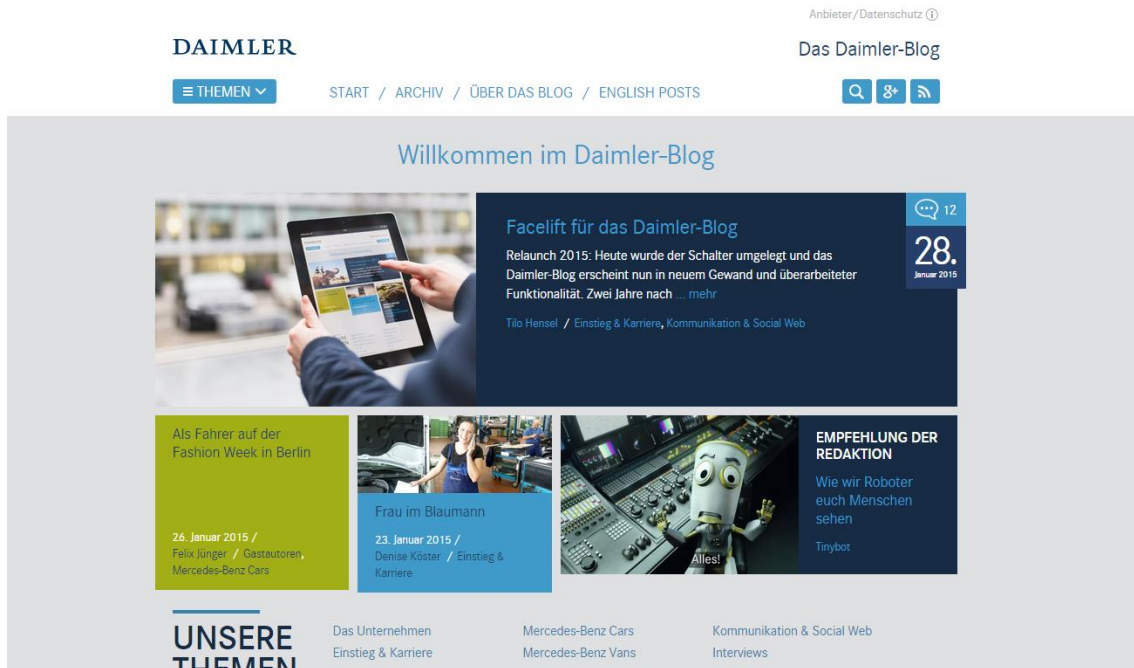 Anbieter/Datenschutz
DAIMLER
Das Daimler-Blog
THEMEN
START / ARCHIV / ÜBER DAS BLOG / ENGLISH POSTS
8+
Willkommen im Daimler-Blog
Facelift für das Daimler-Blog
12
28.
Januar 2015
Relaunch 2015: Heute wurde der Schalter umgelegt und das
Daimler-Blog erscheint nun in neuem Gewand und überarbeiteter
Funktionalität. Zwei Jahre nach ... mehr
Tilo Hensel / Einstieg & Karriere, Kommunikation & Social Web
Als Fahrer auf der
Fashion Week in Berlin
26. Januar 2015 /
Felix Jünger / Gastautoren,
Mercedes-Benz Cars
Frau im Blaumann
23. Januar 2015 /
Denise Köster / Einstieg &
Karriere
Alles!
EMPFEHLUNG DER
REDAKTION
Wie wir Roboter
euch Menschen
sehen
Tinybot
UNSERE
THEMEN
Das Unternehmen
Einstieg & Karriere
Mercedes-Benz Cars
Mercedes-Benz Vans
Kommunikation & Social Web
Interviews